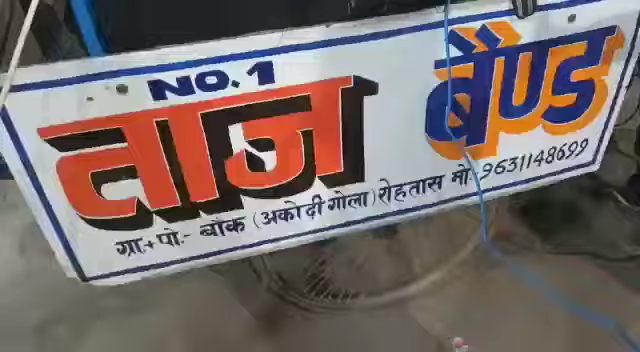 NO. 1
ताज बैण्ड
ग्रा.+पो.- बाँक (अकोढ़ी गोला) रोहतास मो.-9631148699